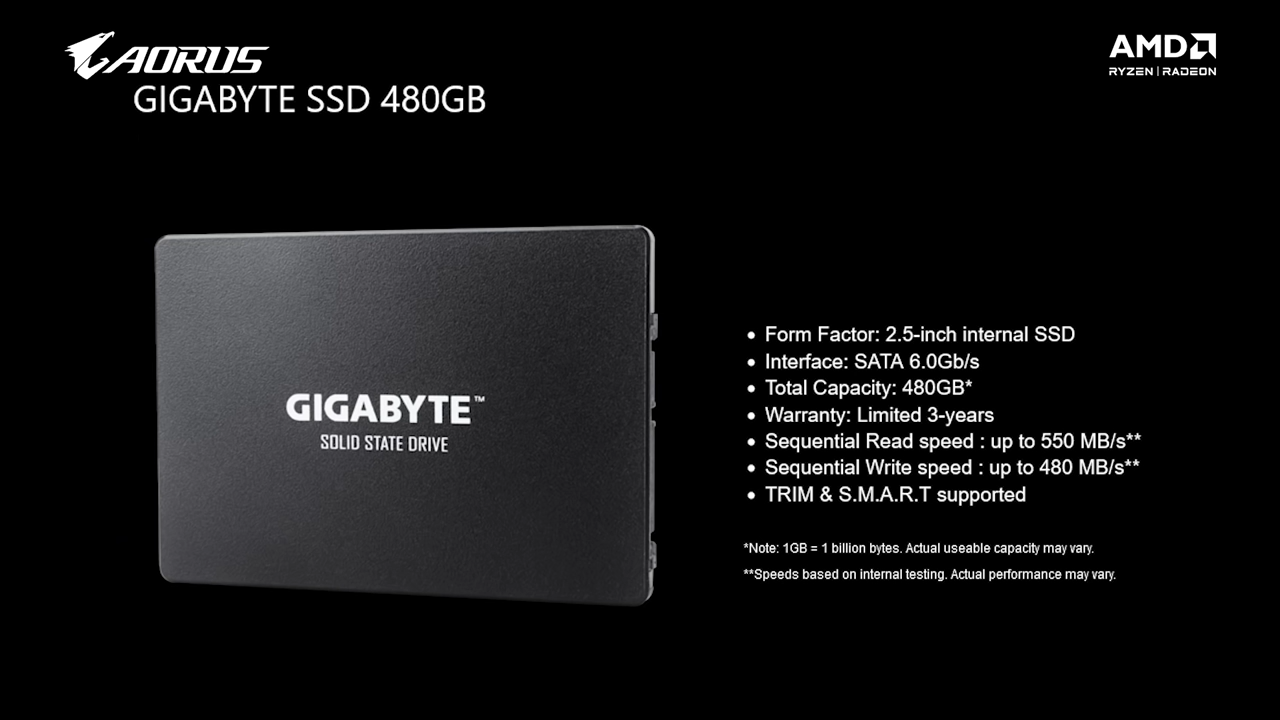 AORUS
GIGABYTE SSD 480GB
AMD
RYZEN | RADEON
GIGABYTE™
SOLID STATE DRIVE
• Form Factor: 2.5-inch internal SSD
• Interface: SATA 6.0Gb/s
• Total Capacity: 480GB*
• Warranty: Limited 3-years
• Sequential Read speed : up to 550 MB/s**
• Sequential Write speed : up to 480 MB/s**
• TRIM & S.M.A.R.T supported
*Note: 1GB = 1 billion bytes. Actual useable capacity may vary.
**Speeds based on internal testing. Actual performance may vary.